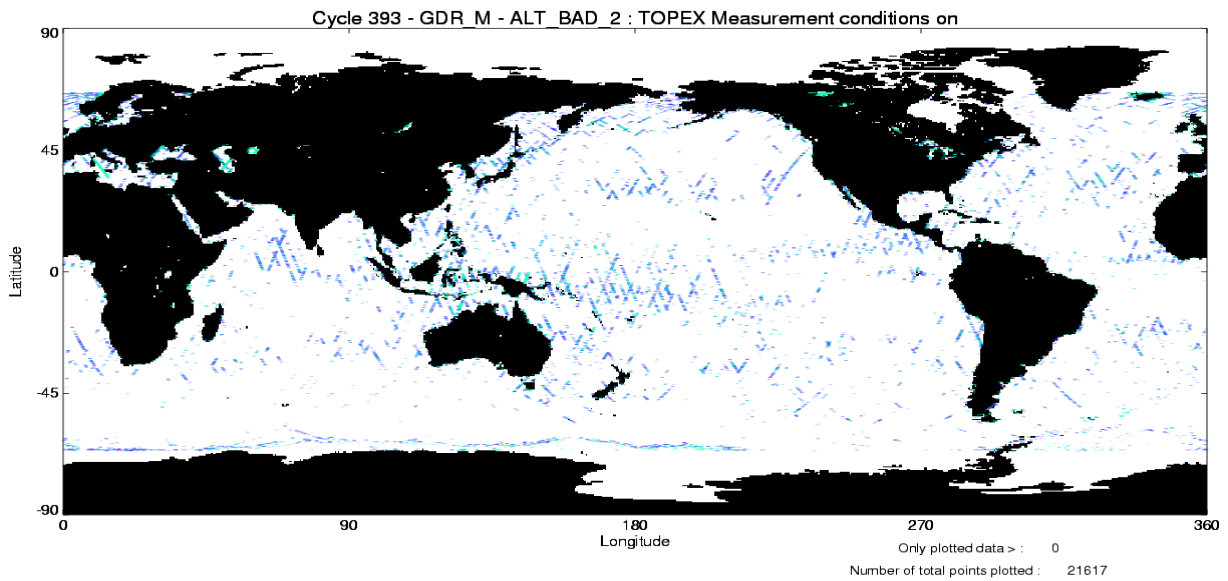 Cycle 393 - GDR_M - ALT_BAD_2 : TOPEX Measurement conditions on
90
45
0
-45
-90
Latitude
0 90 180 270 360
Longitude
Only plotted data > : 0
Number of total points plotted : 21617